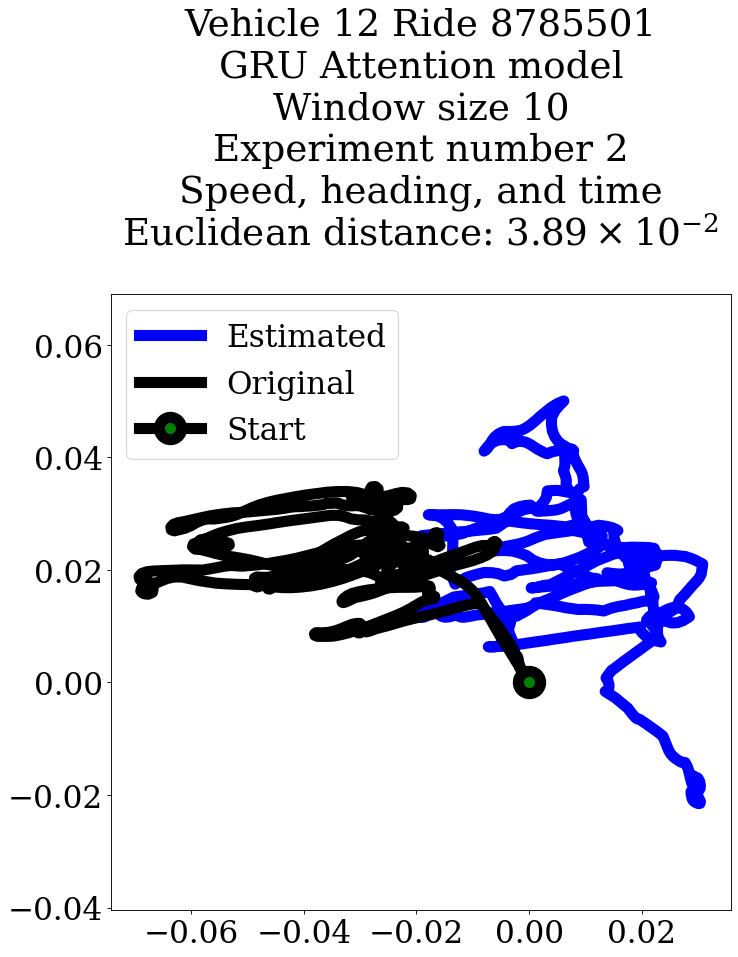 Vehicle 12 Ride 8785501
GRU Attention model
Window size 10
Experiment number 2
Speed, heading, and time
Euclidean distance: 3.89 × 10⁻²
Estimated
Original
Start
0.06
0.04
0.02
0.00
−0.02
−0.04
−0.06 −0.04 −0.02 0.00 0.02